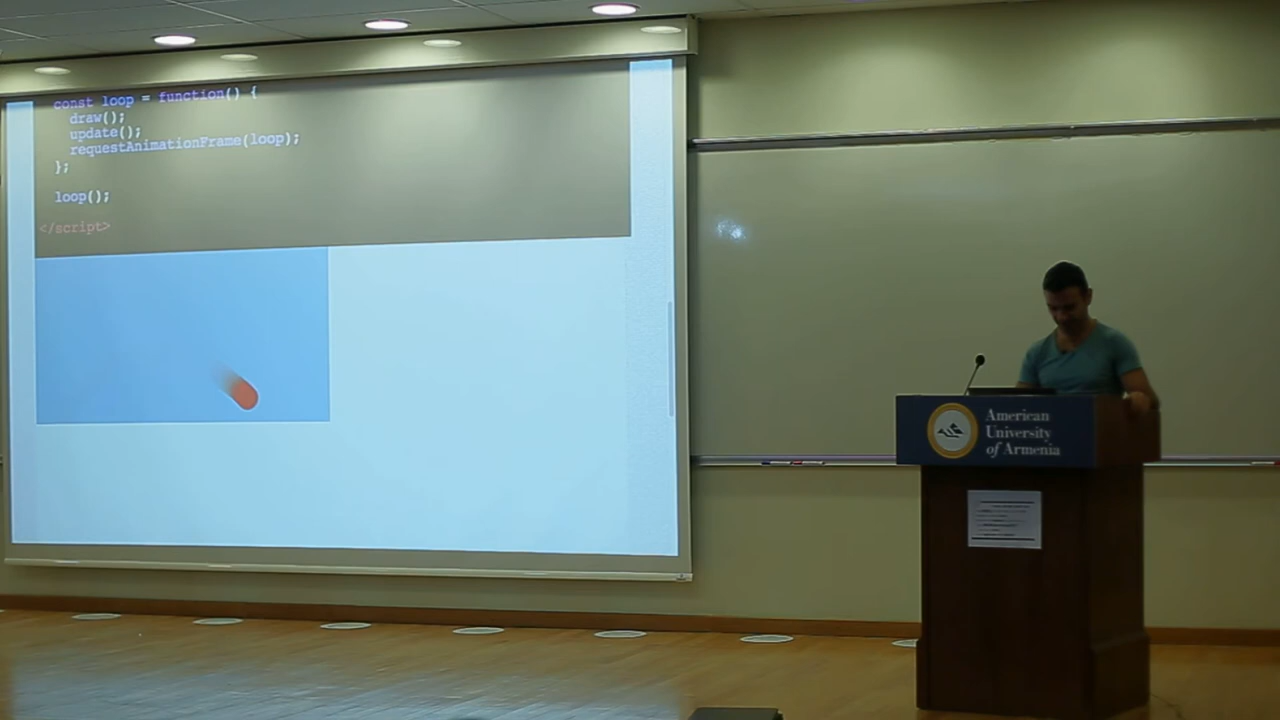 const loop = function() {
draw();
update();
requestAnimationFrame(loop);
};
loop();
</script>
American
University
of Armenia